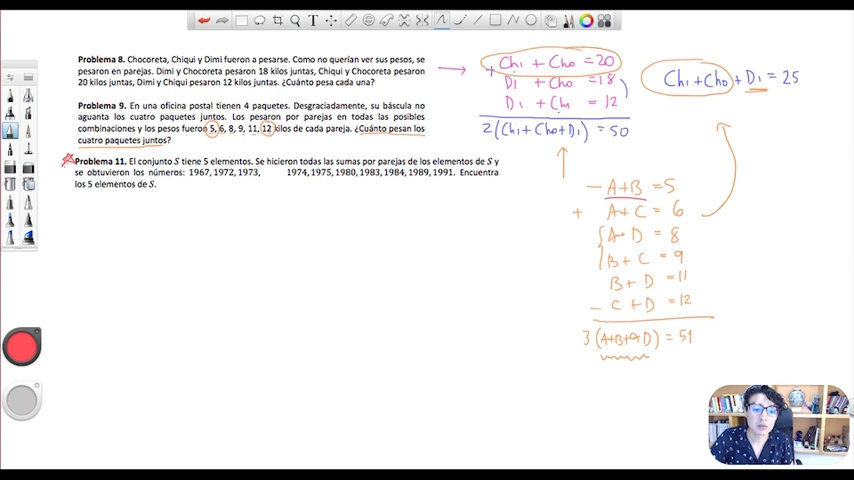 Problema 8. Chocoreta, Chiqui y Dimi fueron a pesarse. Como no querían ver sus pesos, se
pesaron en parejas. Dimi y Chocoreta pesaron 18 kilos juntas, Chiqui y Chocoreta pesaron
20 kilos juntas, Dimi y Chiqui pesaron 12 kilos juntas. ¿Cuánto pesa cada una?
Problema 9. En una oficina postal tienen 4 paquetes. Desgraciadamente, su báscula no
aguanta los cuatro paquetes juntos. Los pesaron por parejas en todas las posibles
combinaciones y los pesos fueron 5, 6, 8, 9, 11, 12 kilos de cada pareja. ¿Cuánto pesan los
cuatro paquetes juntos?
Problema 11. El conjunto S tiene 5 elementos. Se hicieron todas las sumas por parejas de los elementos de S y
se obtuvieron los números: 1967, 1972, 1973, 1974, 1975, 1980, 1983, 1984, 1989, 1991. Encuentra
los 5 elementos de S.
Chi + Cho = 20
+ Di + Cho = 18
Di + Chi = 12
2(Chi + Cho + Di) = 50
Chi + Cho + Di = 25
- A+B = 5
+ A+C = 6
A+D = 8
B+C = 9
B+D = 11
- C+D = 12
3(A+B+C+D) = 51